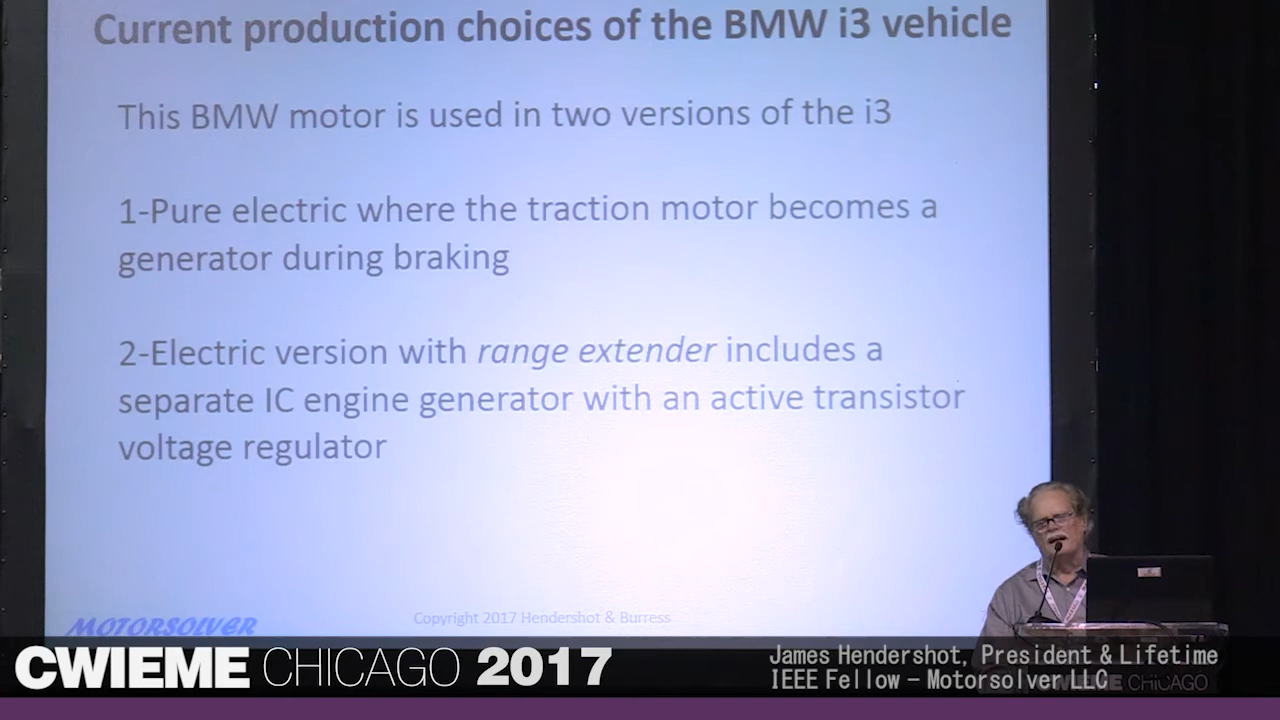 Current production choices of the BMW i3 vehicle
This BMW motor is used in two versions of the i3
1-Pure electric where the traction motor becomes a
generator during braking
2-Electric version with range extender includes a
separate IC engine generator with an active transistor
voltage regulator
MOTORSOLVER
Copyright 2017 Hendershot & Burress
CWIEME CHICAGO 2017
James Hendershot, President & Lifetime
IEEE Fellow – Motorsolver LLC
CWIEME CHICAGO